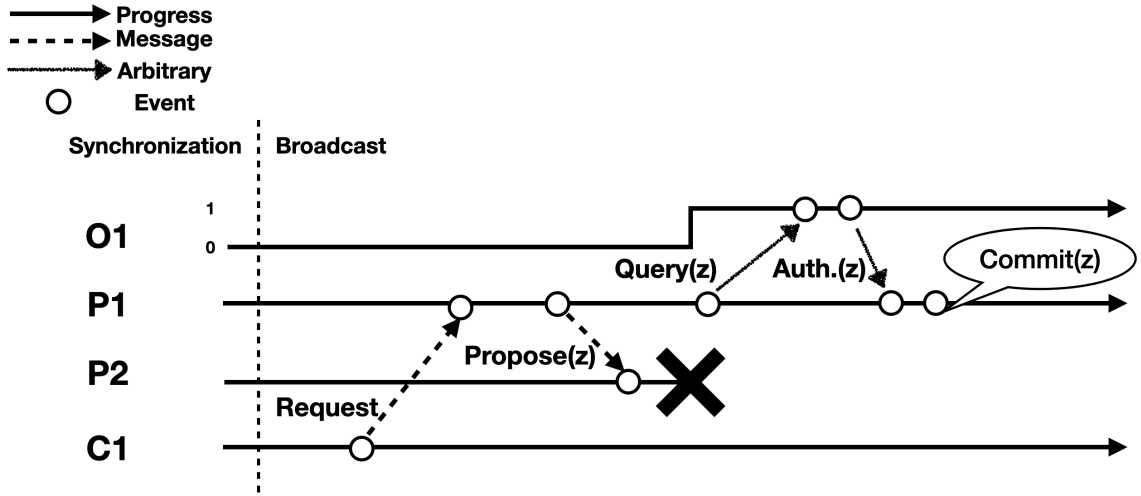 Progress
Message
Arbitrary
Event
Synchronization
Broadcast
1
O1
0
Query(z)
Auth.(z)
Commit(z)
P1
Propose(z)
P2
Request
C1